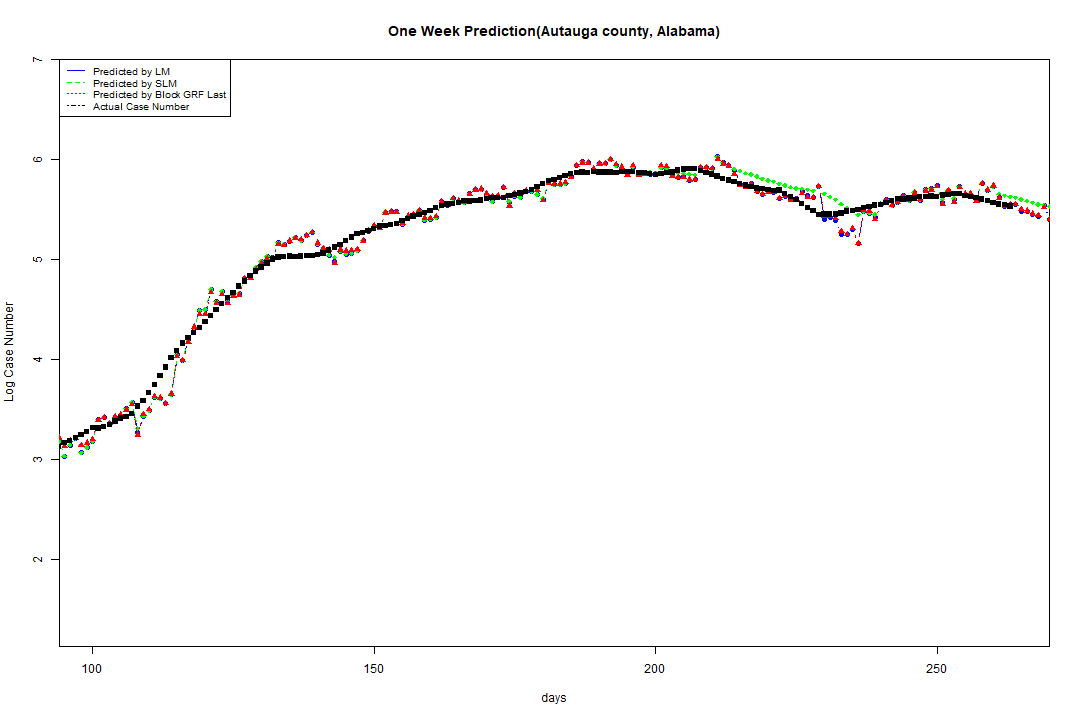 One Week Prediction(Autauga county, Alabama)
Predicted by LM
Predicted by SLM
Predicted by Block GRF Last
Actual Case Number
7
6
5
4
3
2
Log Case Number
100 150 200 250
days